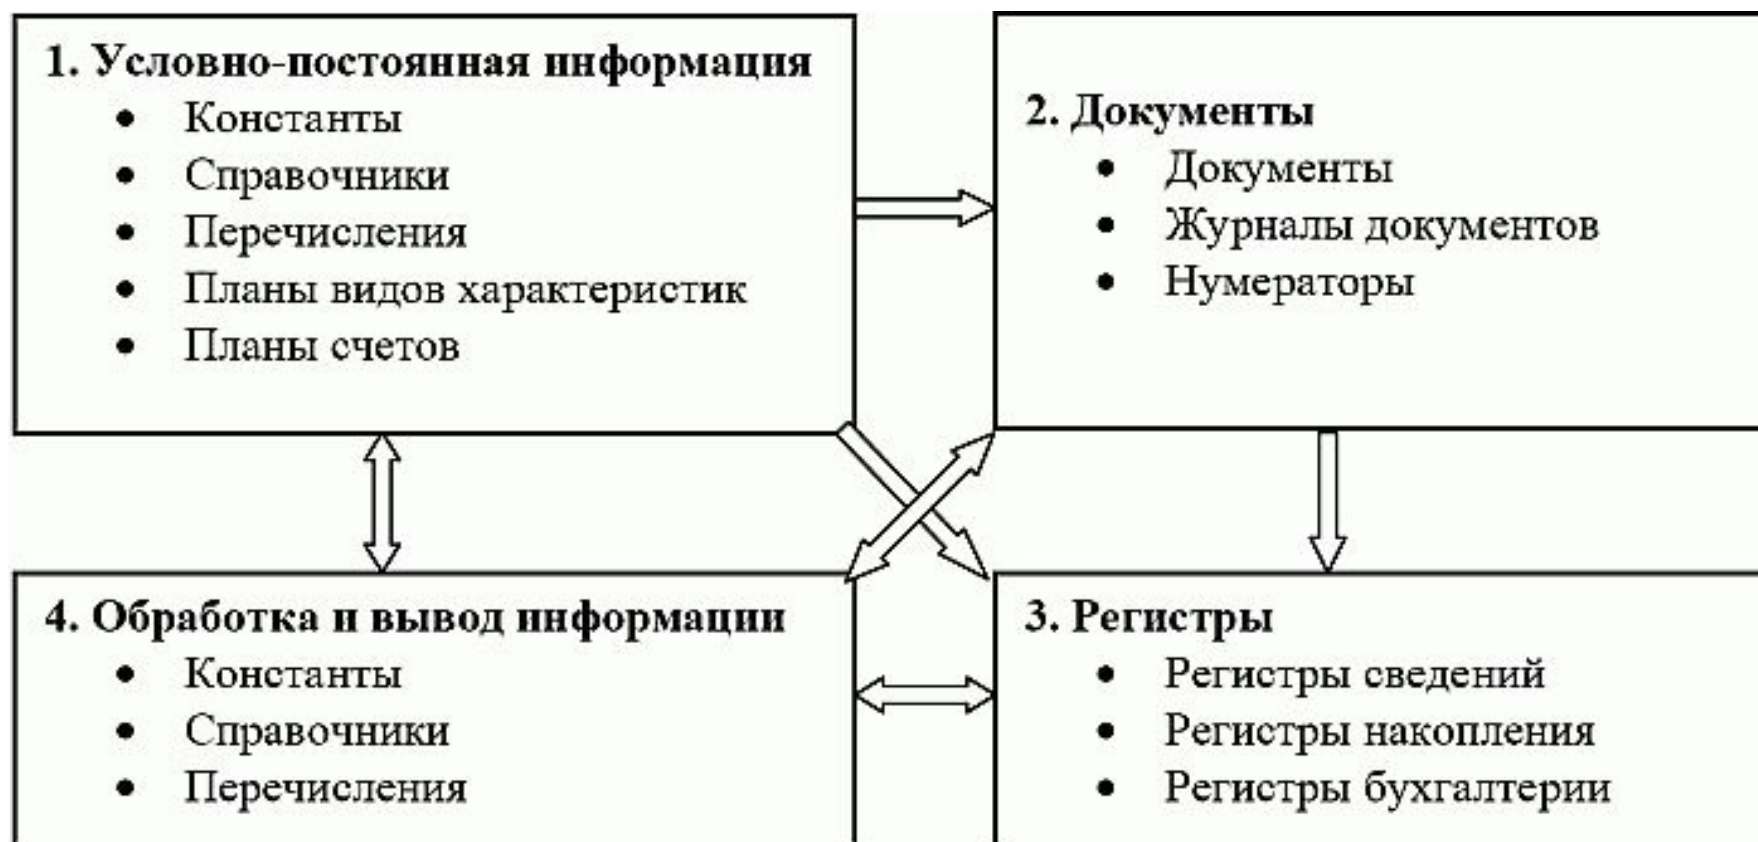 1. Условно-постоянная информация
• Константы
• Справочники
• Перечисления
• Планы видов характеристик
• Планы счетов
2. Документы
• Документы
• Журналы документов
• Нумераторы
4. Обработка и вывод информации
• Константы
• Справочники
• Перечисления
3. Регистры
• Регистры сведений
• Регистры накопления
• Регистры бухгалтерии